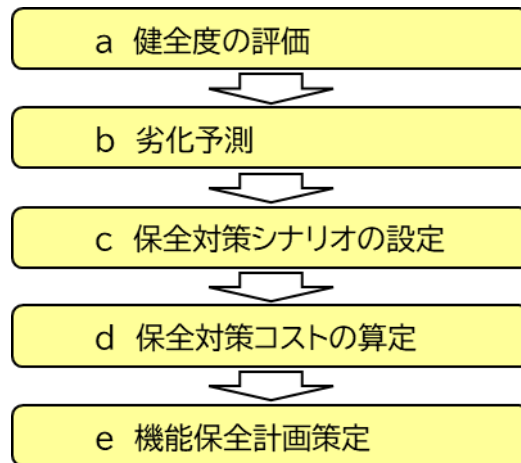 a 健全度の評価
b 劣化予測
c 保全対策シナリオの設定
d 保全対策コストの算定
e 機能保全計画策定